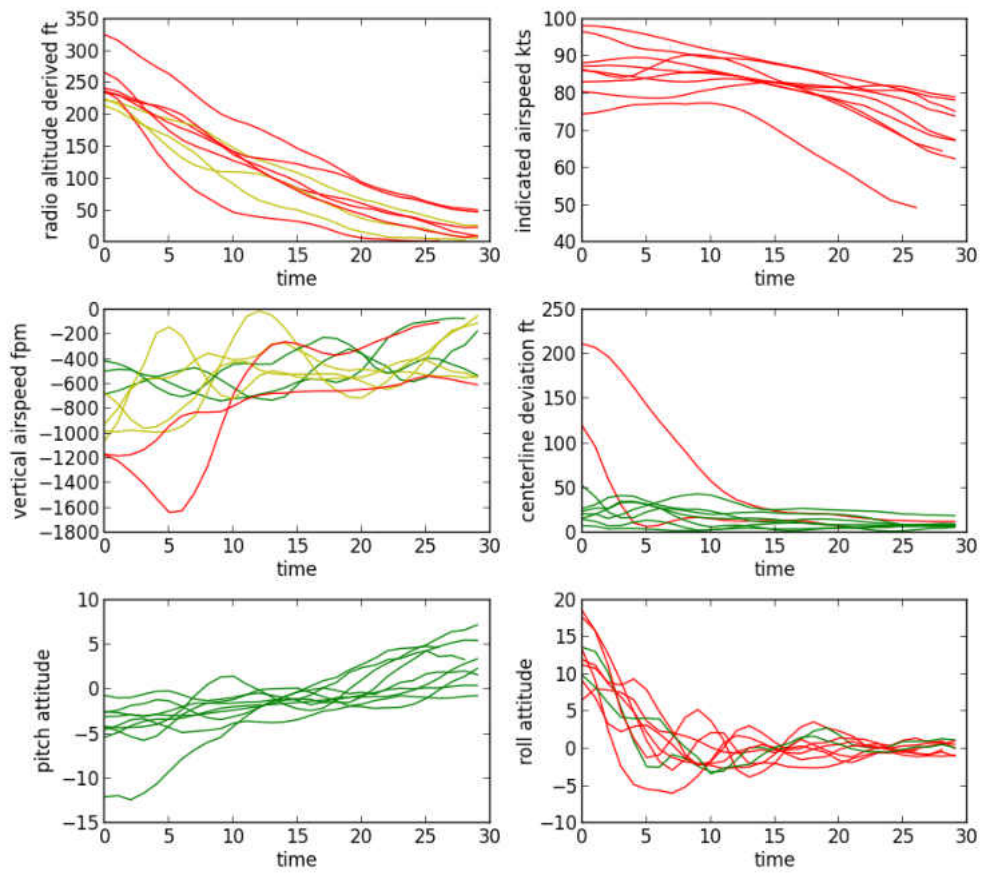 radio altitude derived ft
350
300
250
200
150
100
50
0
0 5 10 15 20 25 30
time
indicated airspeed kts
100
90
80
70
60
50
40
0 5 10 15 20 25 30
time
vertical airspeed fpm
0
−200
−400
−600
−800
−1000
−1200
−1400
−1600
−1800
0 5 10 15 20 25 30
time
centerline deviation ft
250
200
150
100
50
0
0 5 10 15 20 25 30
time
pitch attitude
10
5
0
−5
−10
−15
0 5 10 15 20 25 30
time
roll attitude
20
15
10
5
0
−5
−10
0 5 10 15 20 25 30
time